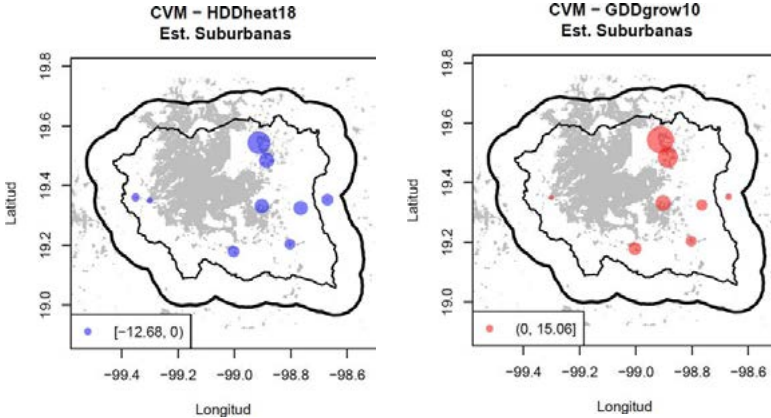 CVM − HDDheat18
Est. Suburbanas
Latitud
19.8
19.6
19.4
19.2
19.0
[−12.68, 0)
−99.4 −99.2 −99.0 −98.8 −98.6
Longitud
CVM − GDDgrow10
Est. Suburbanas
Latitud
19.8
19.6
19.4
19.2
19.0
(0, 15.06]
−99.4 −99.2 −99.0 −98.8 −98.6
Longitud